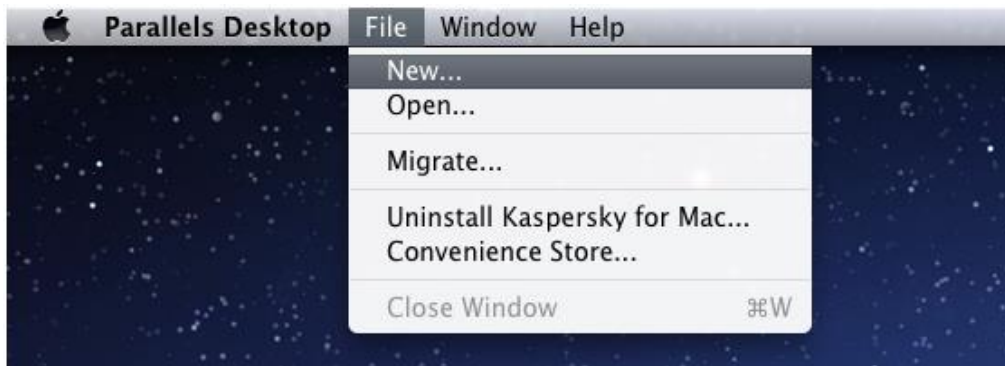 Parallels Desktop File Window Help
New...
Open...
Migrate...
Uninstall Kaspersky for Mac...
Convenience Store...
Close Window ⌘W